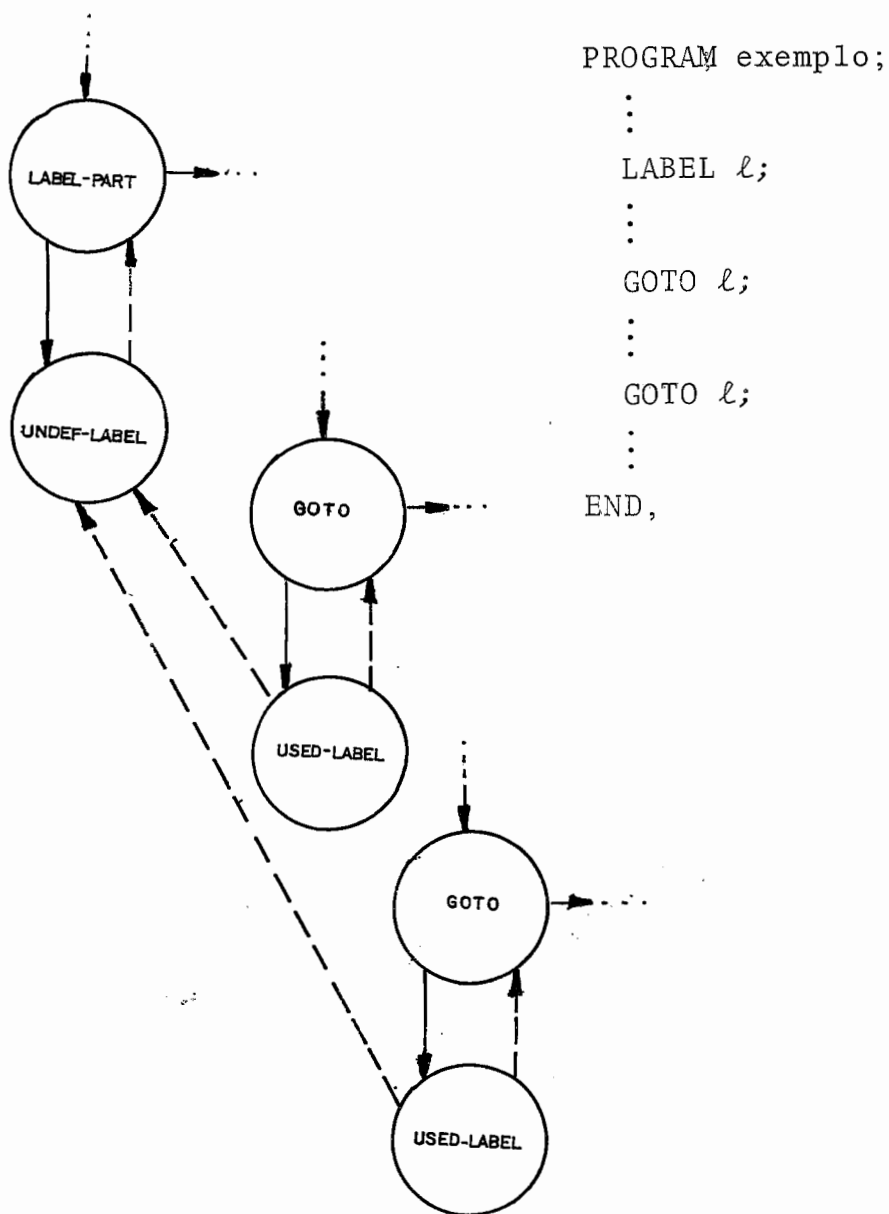 PROGRAM exemplo;
LABEL ℓ;
GOTO ℓ;
GOTO ℓ;
END,
LABEL-PART
UNDEF-LABEL
GOTO
USED-LABEL
GOTO
USED-LABEL